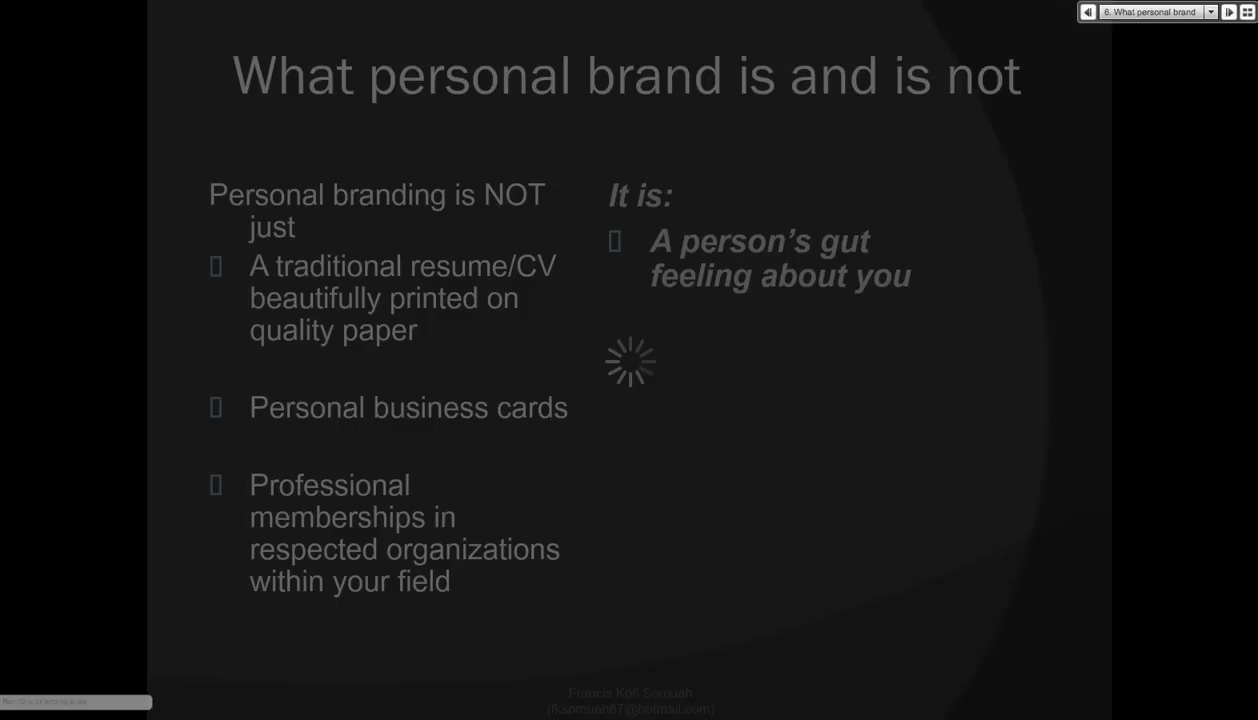 6. What personal brand
What personal brand is and is not
Personal branding is NOT
just
A traditional resume/CV
beautifully printed on
quality paper
Personal business cards
Professional
memberships in
respected organizations
within your field
It is:
A person’s gut
feeling about you
Francis Kofi Somuah
(fksomuah67@hotmail.com)